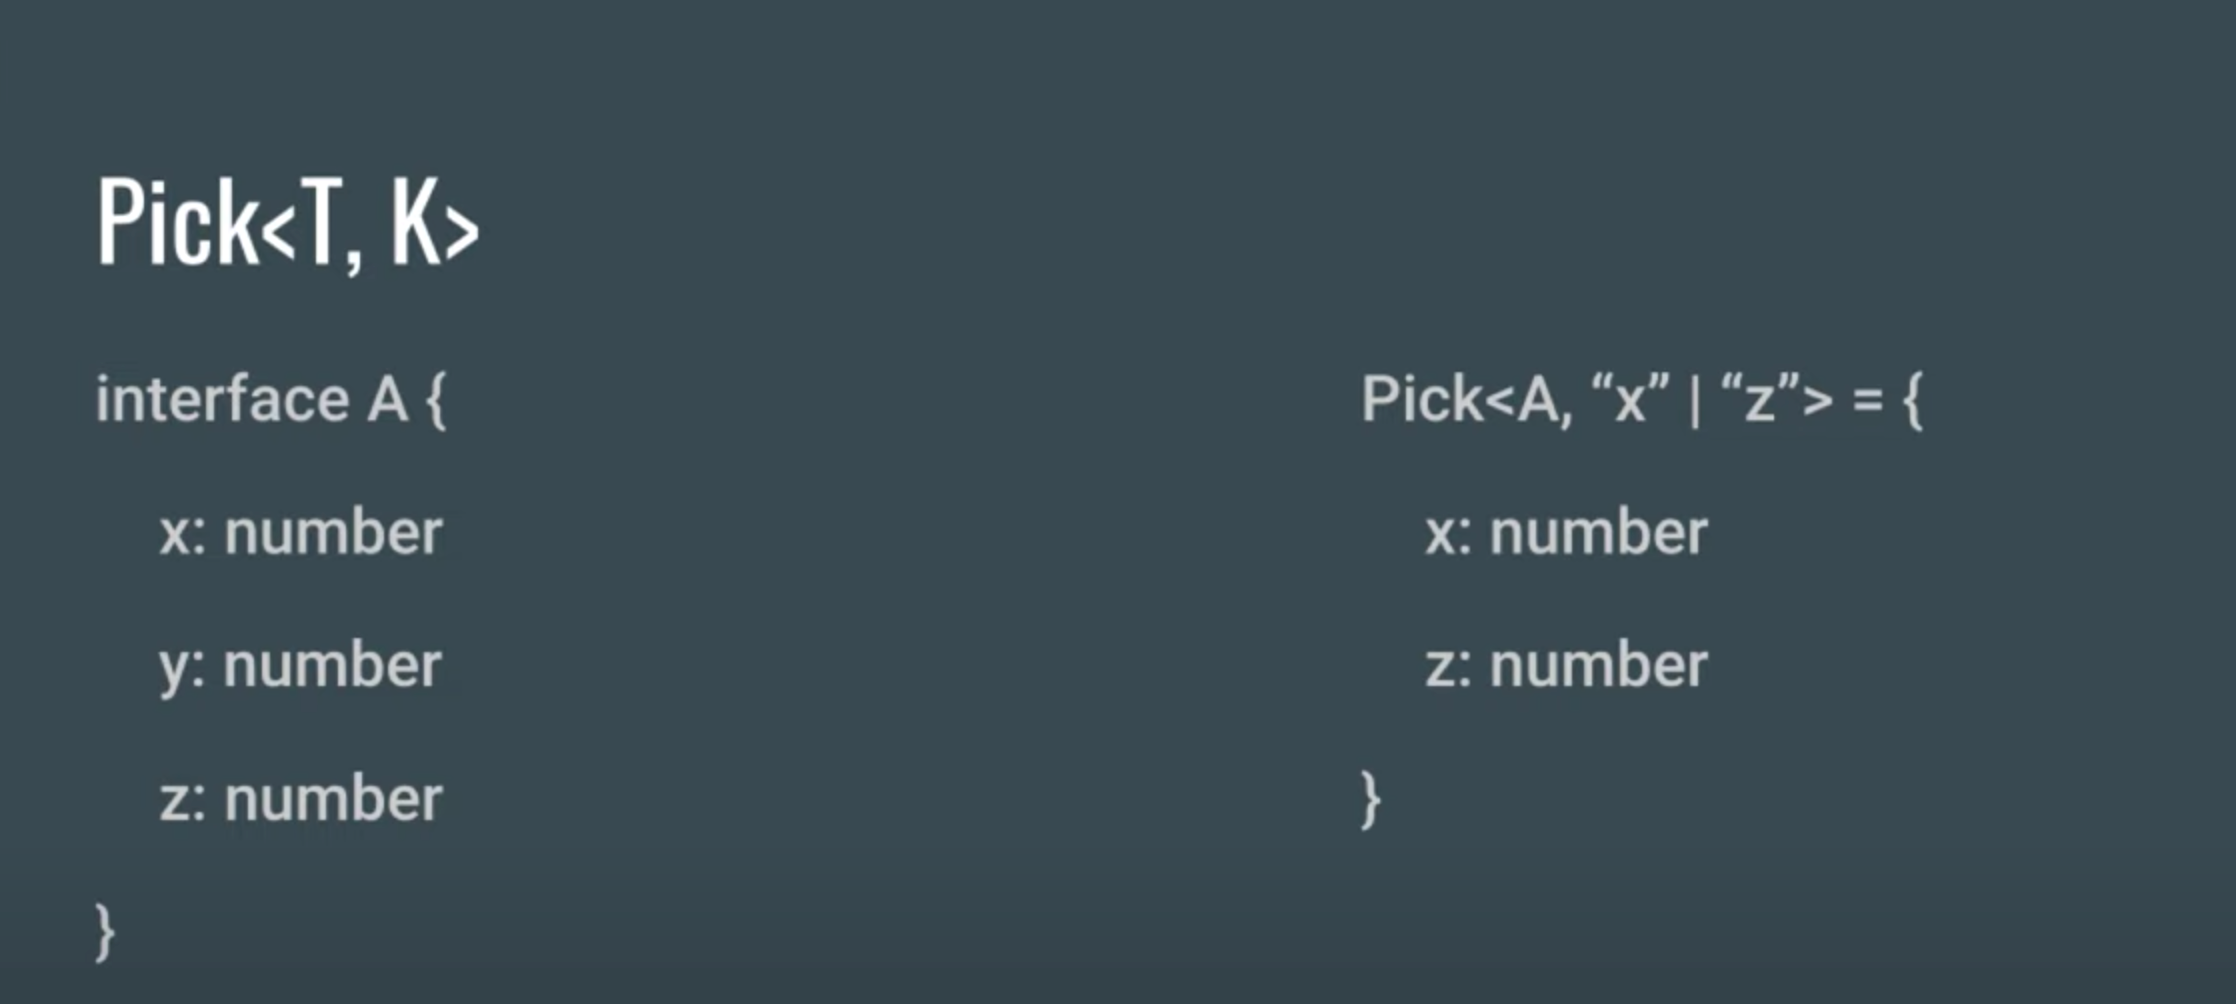 Pick<T, K>
interface A {
x: number
y: number
z: number
}
Pick<A, “x” | “z”> = {
x: number
z: number
}